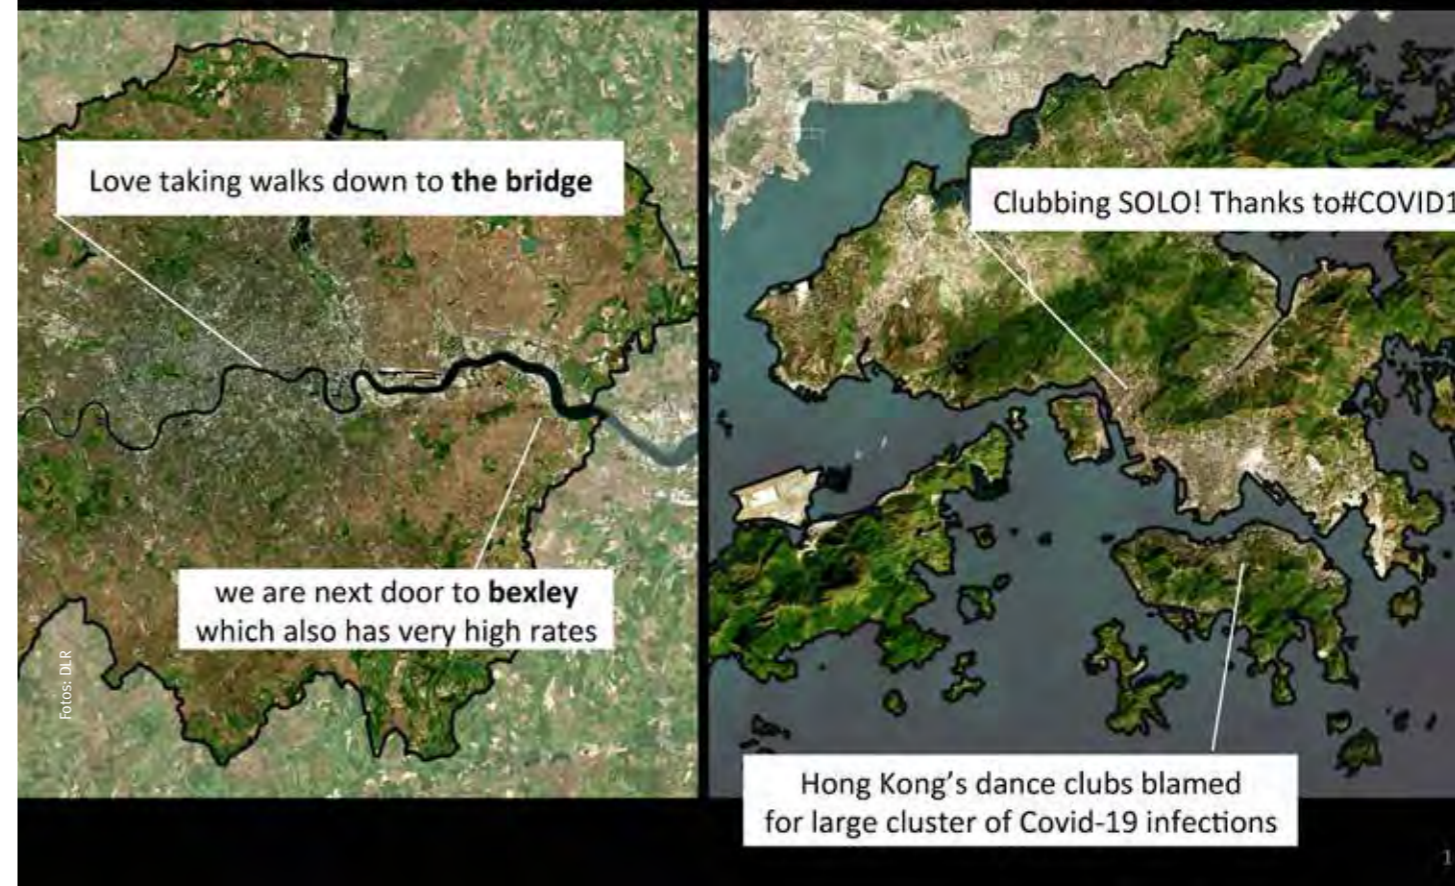 Love taking walks down to the bridge
Clubbing SOLO! Thanks to#COVID1
we are next door to bexley
which also has very high rates
Fotos: DLR
Hong Kong’s dance clubs blamed
for large cluster of Covid-19 infections
1